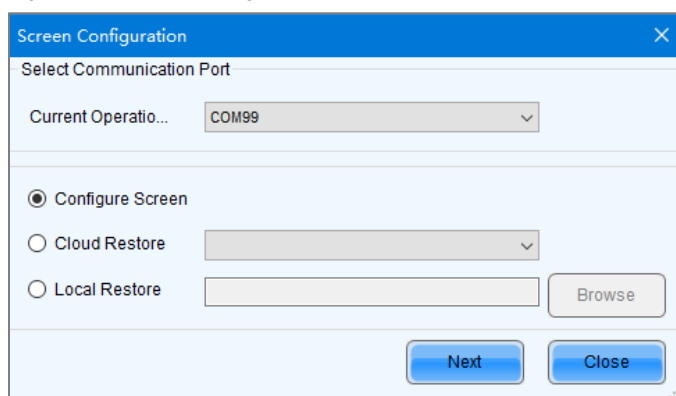 Screen Configuration
Select Communication Port
Current Operatio... COM99
Configure Screen
Cloud Restore
Local Restore Browse
Next Close